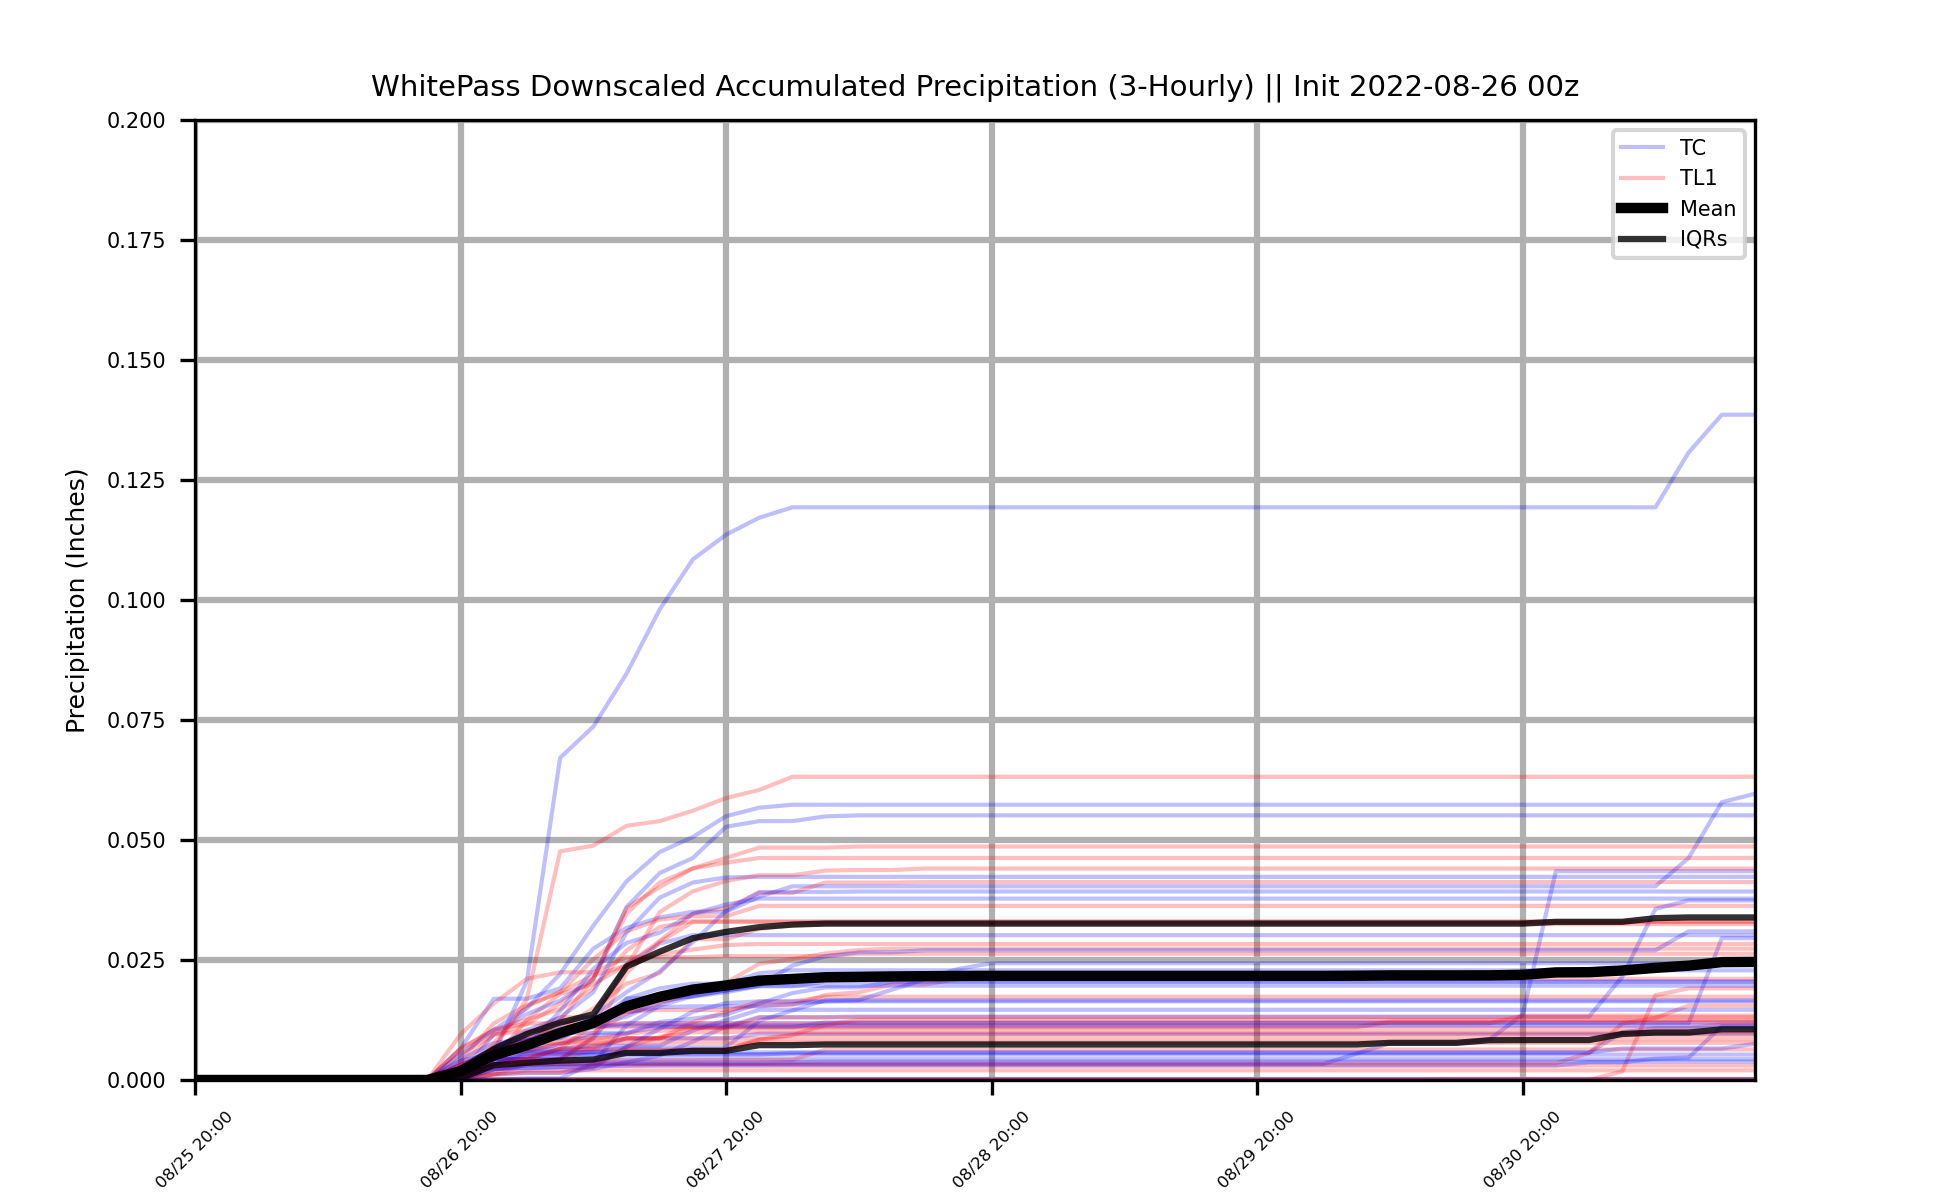 WhitePass Downscaled Accumulated Precipitation (3-Hourly) || Init 2022-08-26 00z
TC
TL1
Mean
IQRs
Precipitation (Inches)
0.200
0.175
0.150
0.125
0.100
0.075
0.050
0.025
0.000
08/25 20:00
08/26 20:00
08/27 20:00
08/28 20:00
08/29 20:00
08/30 20:00